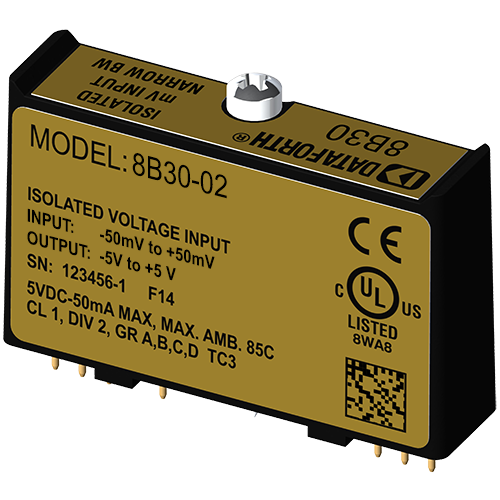 ISOLATED
mV INPUT
NARROW BW
DATAFORTH®
8B30
MODEL: 8B30-02
ISOLATED VOLTAGE INPUT
INPUT: -50mV to +50mV
OUTPUT: -5V to +5 V
SN: 123456-1 F14
5VDC-50mA MAX, MAX. AMB. 85C
CL 1, DIV 2, GR A,B,C,D TC3
CE
C UL US
LISTED
8WA8